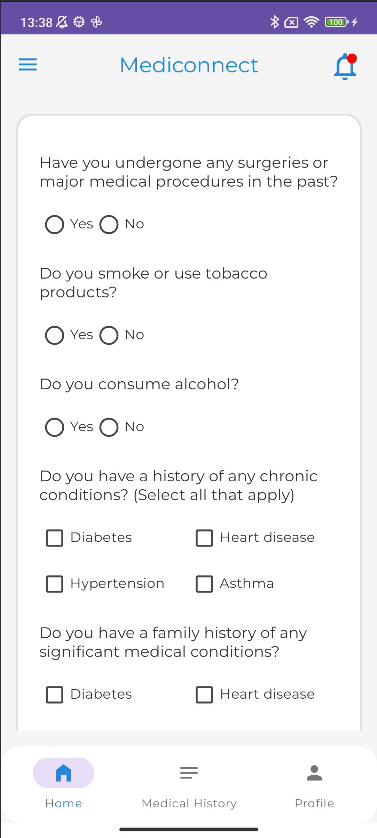 13:38 100
Mediconnect
Have you undergone any surgeries or
major medical procedures in the past?
Yes No
Do you smoke or use tobacco
products?
Yes No
Do you consume alcohol?
Yes No
Do you have a history of any chronic
conditions? (Select all that apply)
Diabetes Heart disease
Hypertension Asthma
Do you have a family history of any
significant medical conditions?
Diabetes Heart disease
Home Medical History Profile